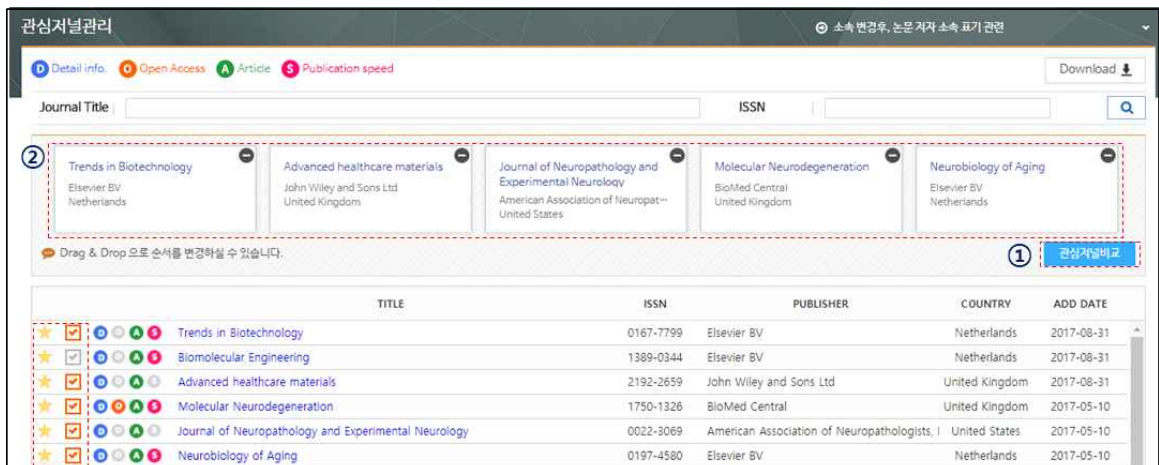 관심저널관리
소속 변경후, 논문 저자 소속 표기 관련
D Detail info. O Open Access A Article S Publication speed
Download
Journal Title
ISSN
②
Trends in Biotechnology
Elsevier BV
Netherlands
Advanced healthcare materials
John Wiley and Sons Ltd
United Kingdom
Journal of Neuropathology and
Experimental Neurology
American Association of Neuropat···
United States
Molecular Neurodegeneration
BioMed Central
United Kingdom
Neurobiology of Aging
Elsevier BV
Netherlands
Drag & Drop 으로 순서를 변경하실 수 있습니다.
① 관심저널비교
TITLE ISSN PUBLISHER COUNTRY ADD DATE
D O A S Trends in Biotechnology 0167-7799 Elsevier BV Netherlands 2017-08-31
D O A S Biomolecular Engineering 1389-0344 Elsevier BV Netherlands 2017-08-31
D O A S Advanced healthcare materials 2192-2659 John Wiley and Sons Ltd United Kingdom 2017-08-31
D O A S Molecular Neurodegeneration 1750-1326 BioMed Central United Kingdom 2017-05-10
D O A S Journal of Neuropathology and Experimental Neurology 0022-3069 American Association of Neuropathologists, I United States 2017-05-10
D O A S Neurobiology of Aging 0197-4580 Elsevier BV Netherlands 2017-05-10